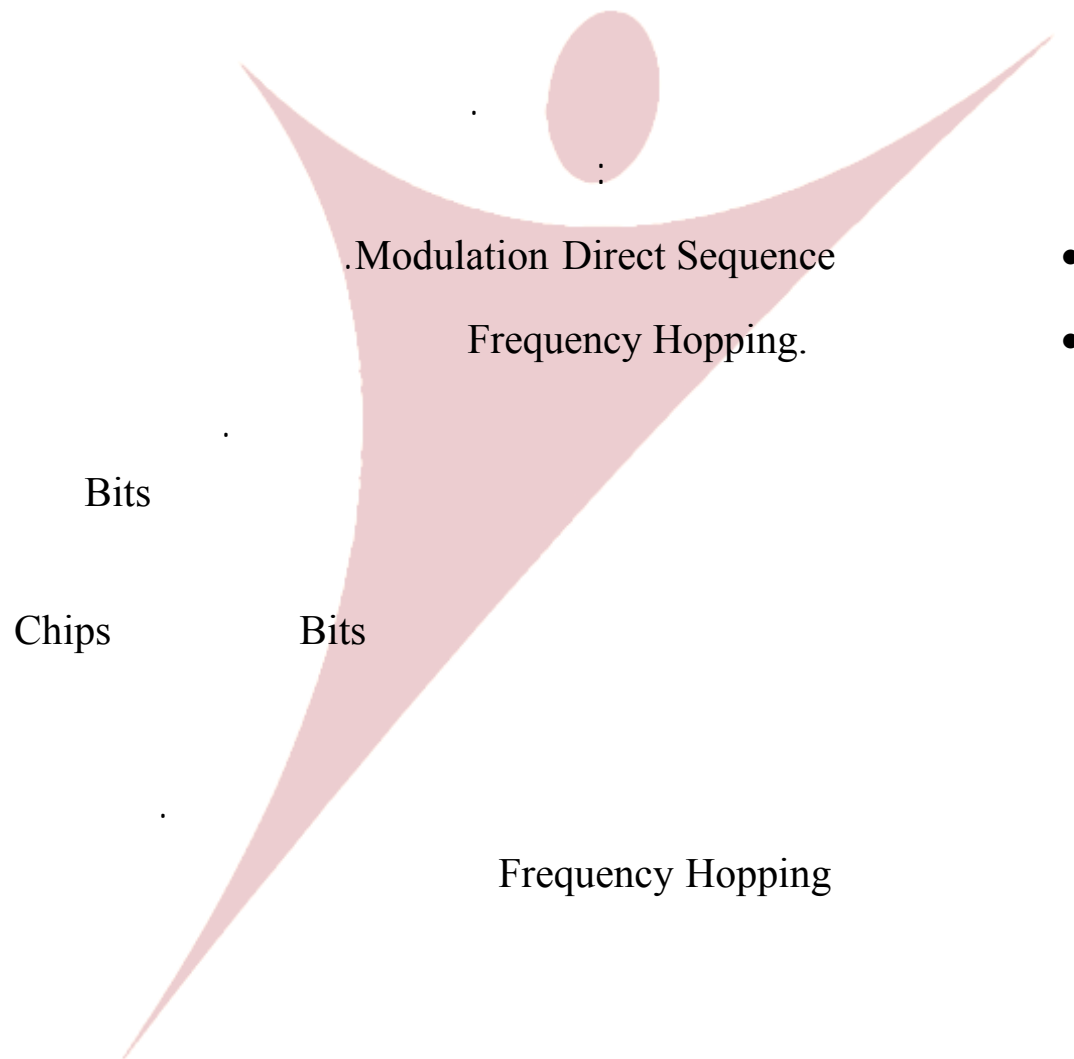 .
:
.Modulation Direct Sequence •
Frequency Hopping. •
.
Bits
Chips Bits
.
Frequency Hopping